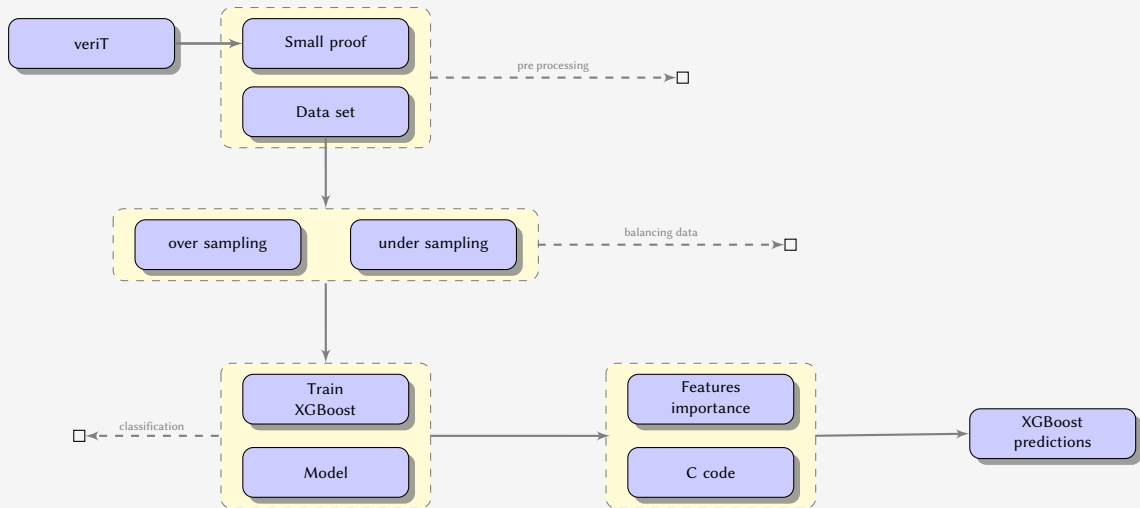 veriT
Small proof
pre processing
Data set
over sampling
under sampling
balancing data
Train
XGBoost
classification
Model
Features
importance
C code
XGBoost
predictions